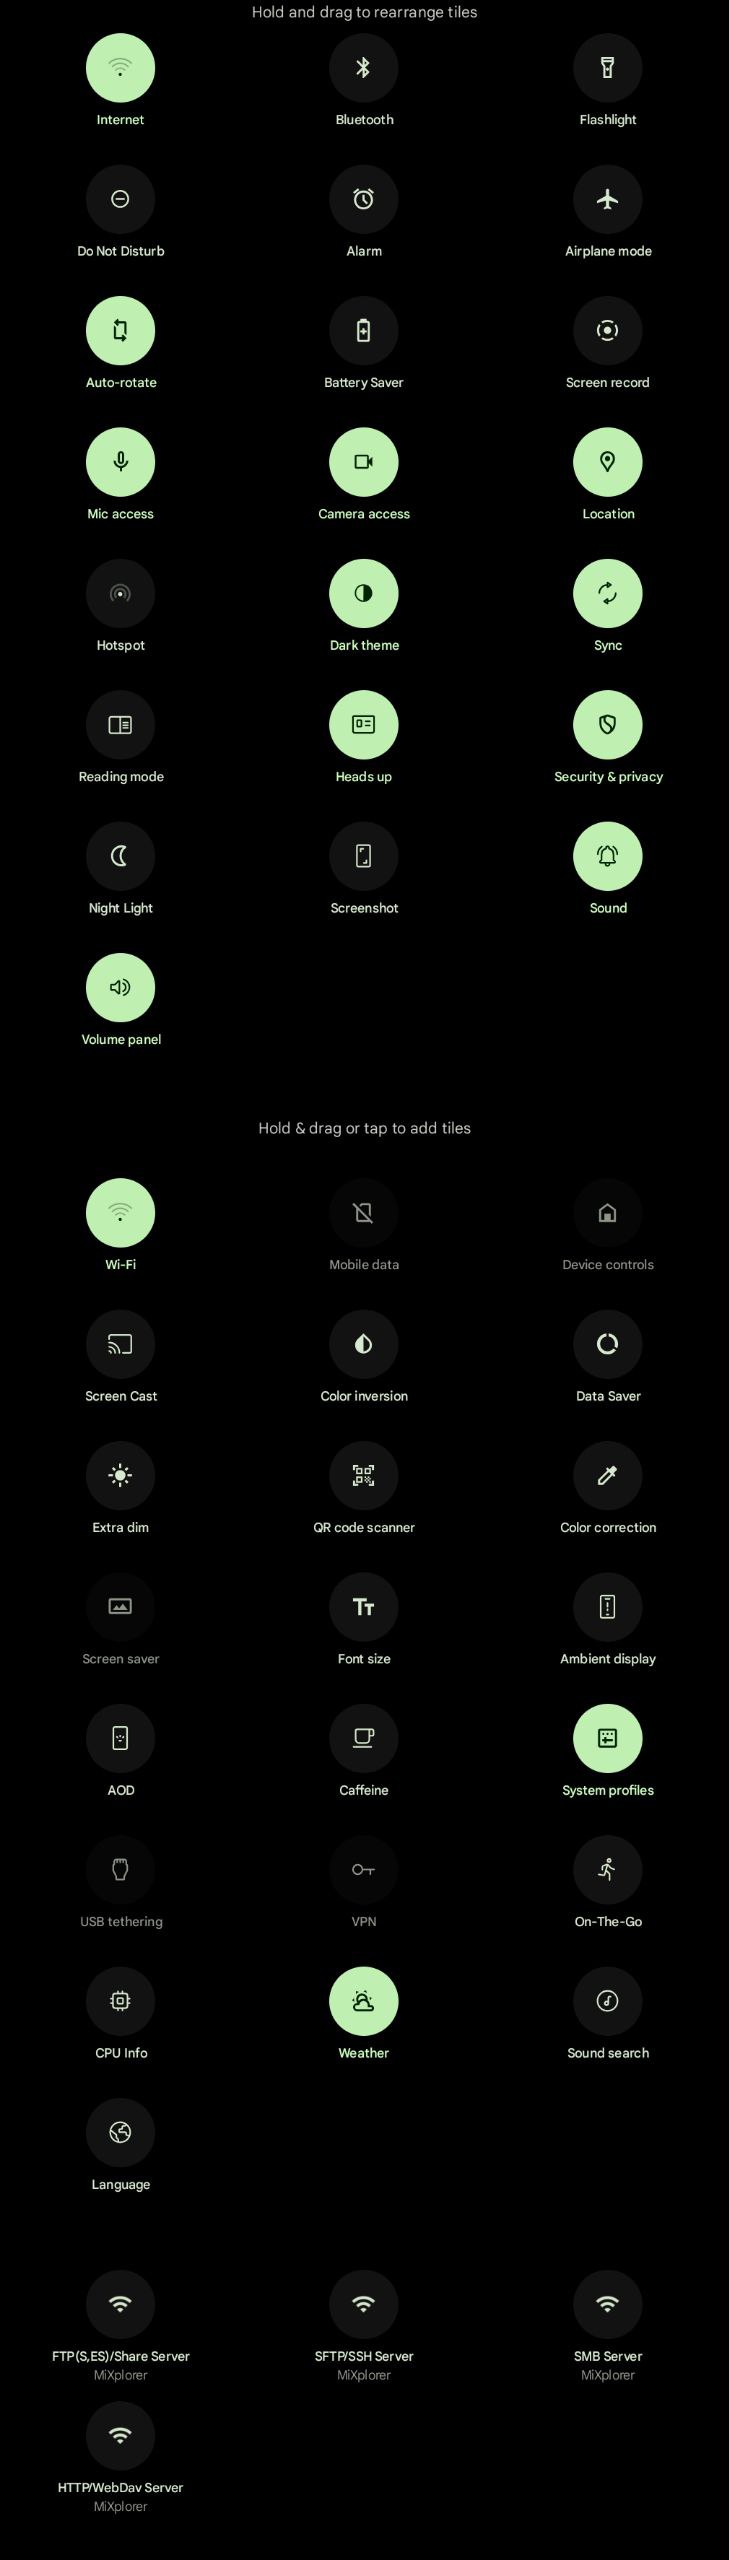 Hold and drag to rearrange tiles
Internet
Bluetooth
Flashlight
Do Not Disturb
Alarm
Airplane mode
Auto-rotate
Battery Saver
Screen record
Mic access
Camera access
Location
Hotspot
Dark theme
Sync
Reading mode
Heads up
Security & privacy
Night Light
Screenshot
Sound
Volume panel
Hold & drag or tap to add tiles
Wi-Fi
Mobile data
Device controls
Screen Cast
Color inversion
Data Saver
Extra dim
QR code scanner
Color correction
Screen saver
Font size
Ambient display
AOD
Caffeine
System profiles
USB tethering
VPN
On-The-Go
CPU Info
Weather
Sound search
Language
FTP(S,ES)/Share Server
MiXplorer
SFTP/SSH Server
MiXplorer
SMB Server
MiXplorer
HTTP/WebDav Server
MiXplorer